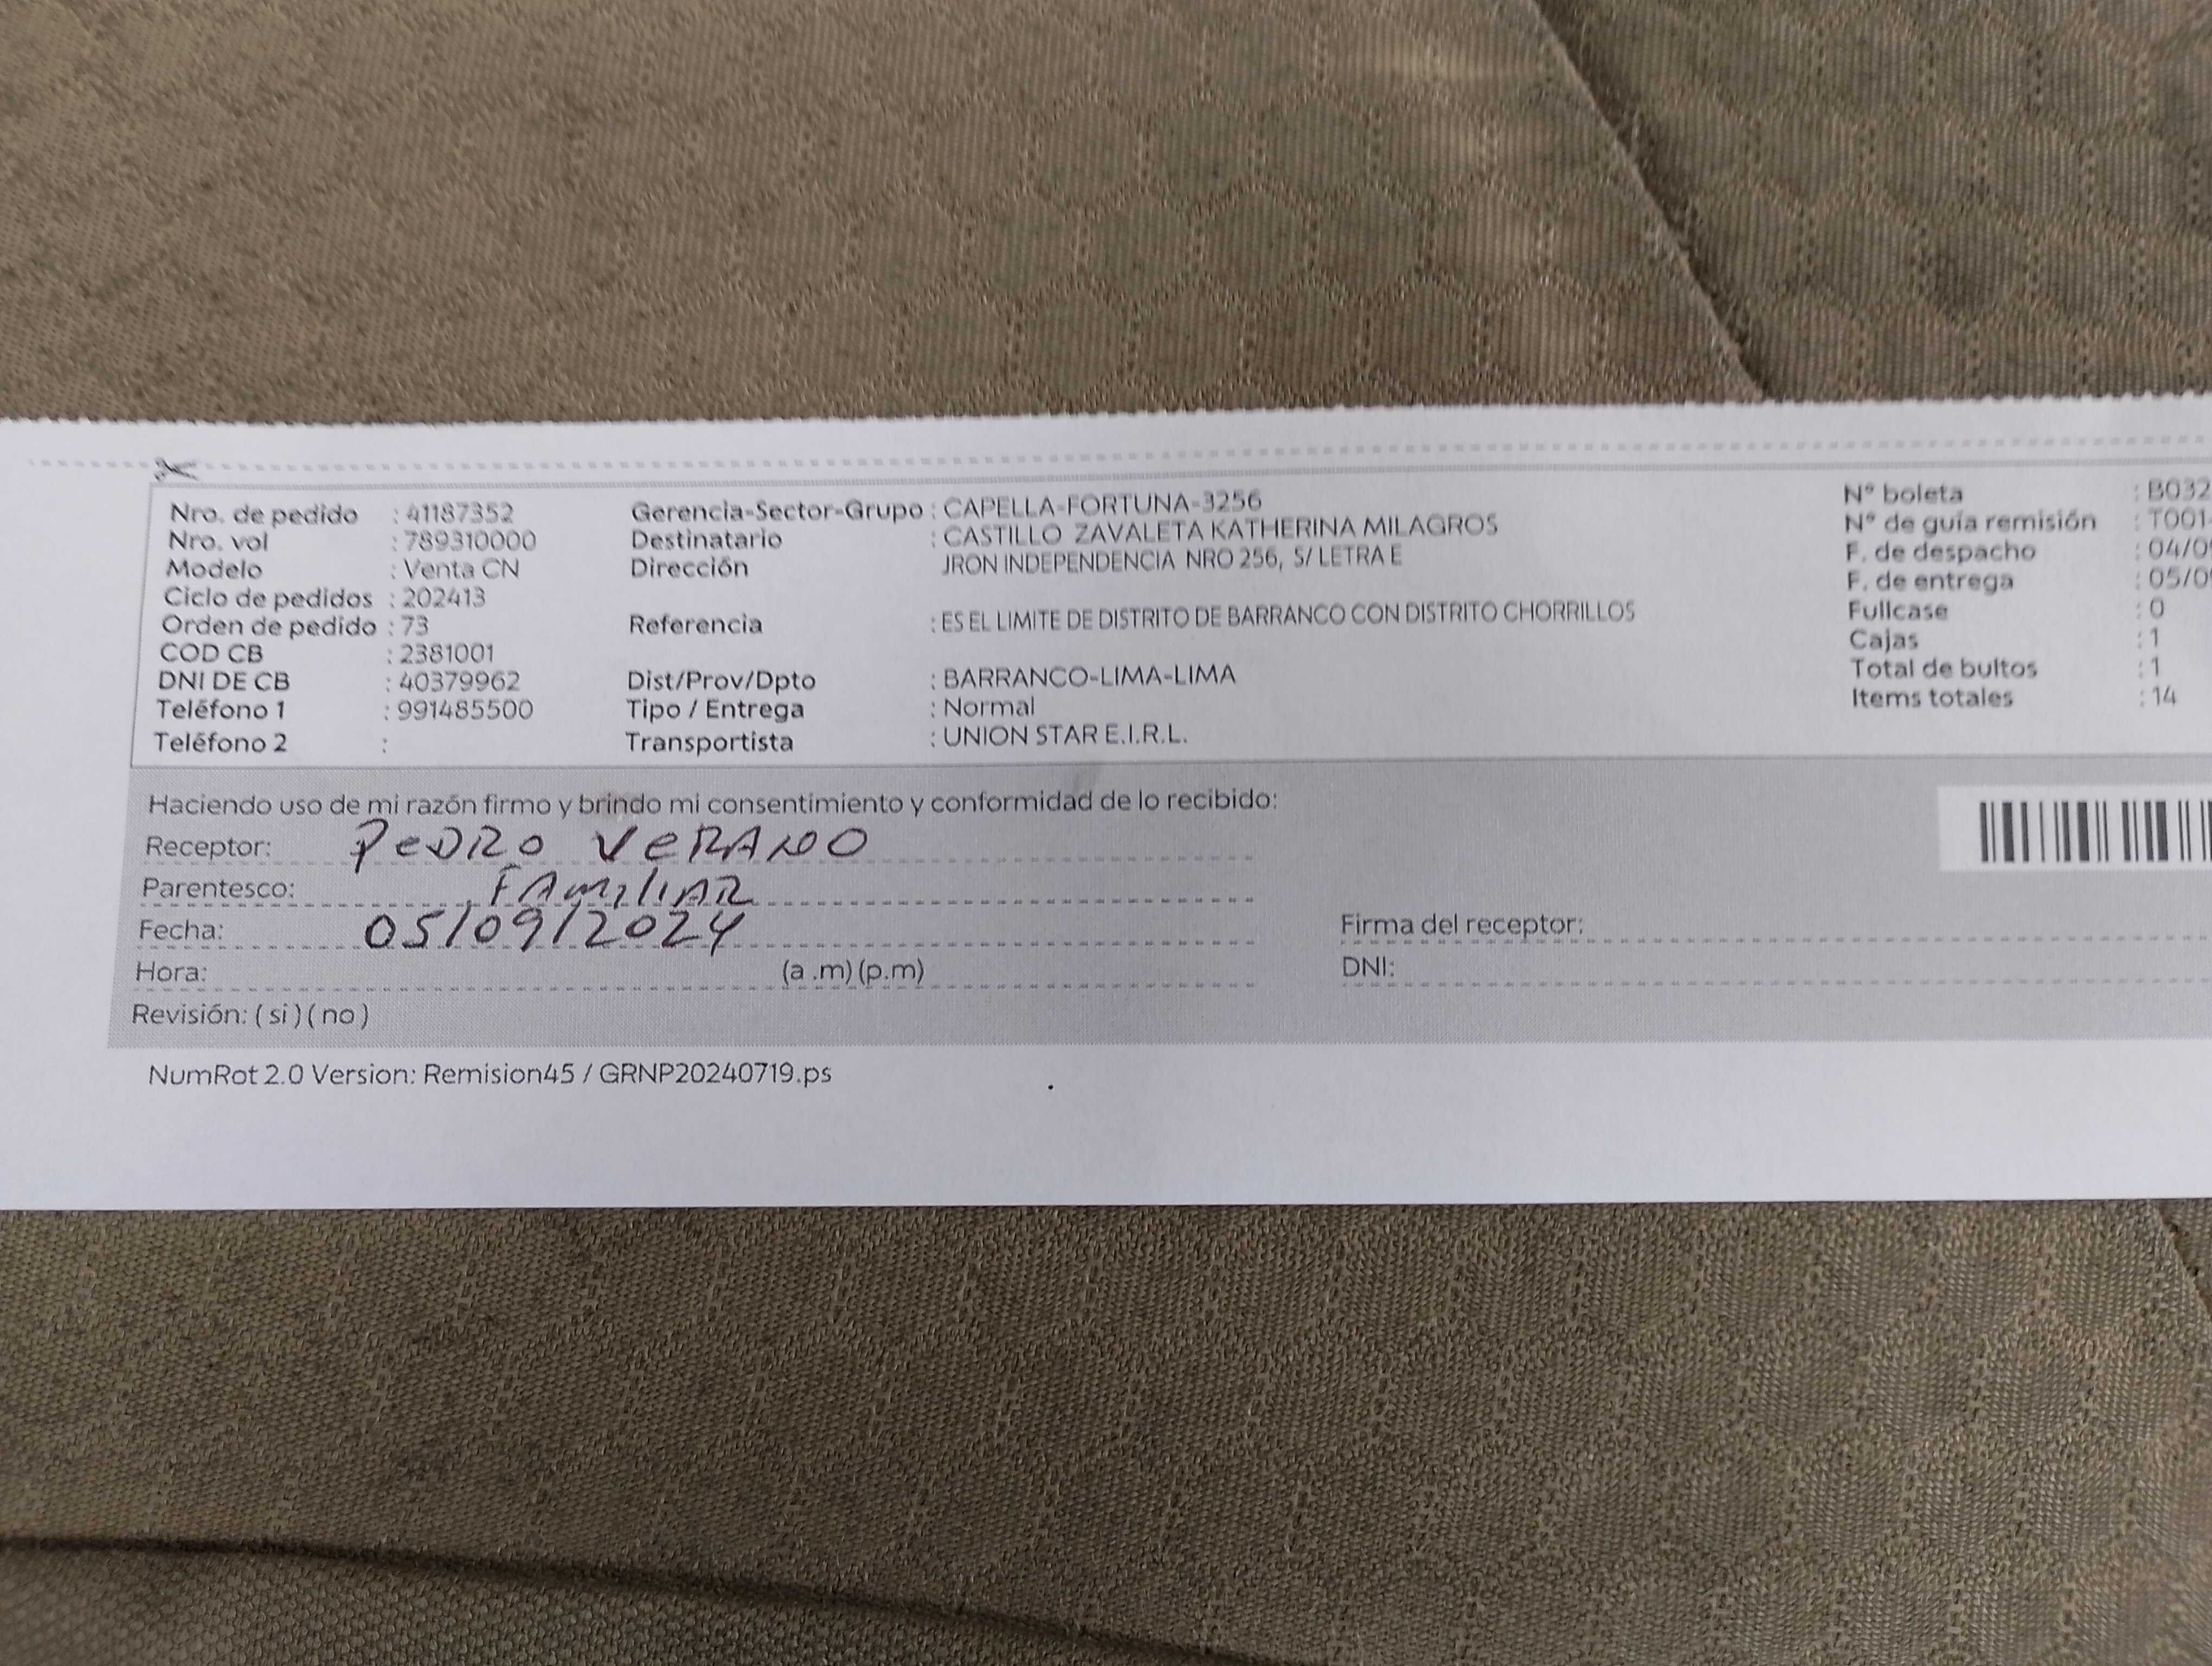 Nro. de pedido : 41187352
Nro. vol : 789310000
Modelo : Venta CN
Ciclo de pedidos : 202413
Orden de pedido : 73
COD CB : 2381001
DNI DE CB : 40379962
Teléfono 1 : 991485500
Teléfono 2 :
Gerencia-Sector-Grupo : CAPELLA-FORTUNA-3256
Destinatario : CASTILLO ZAVALETA KATHERINA MILAGROS
Dirección JRON INDEPENDENCIA NRO 256, S/ LETRA E
Referencia : ES EL LIMITE DE DISTRITO DE BARRANCO CON DISTRITO CHORRILLOS
Dist/Prov/Dpto : BARRANCO-LIMA-LIMA
Tipo / Entrega : Normal
Transportista : UNION STAR E.I.R.L.
N° boleta : B032
N° de guía remisión : T001-
F. de despacho : 04/0
F. de entrega : 05/0
Fullcase : 0
Cajas : 1
Total de bultos : 1
Items totales : 14
Haciendo uso de mi razón firmo y brindo mi consentimiento y conformidad de lo recibido:
Receptor: PEDRO VERANO
Parentesco: FAMILIAR
Fecha: 05/09/2024
Hora: (a .m) (p.m)
Revisión: ( si ) ( no )
Firma del receptor:
DNI:
NumRot 2.0 Version: Remision45 / GRNP20240719.ps